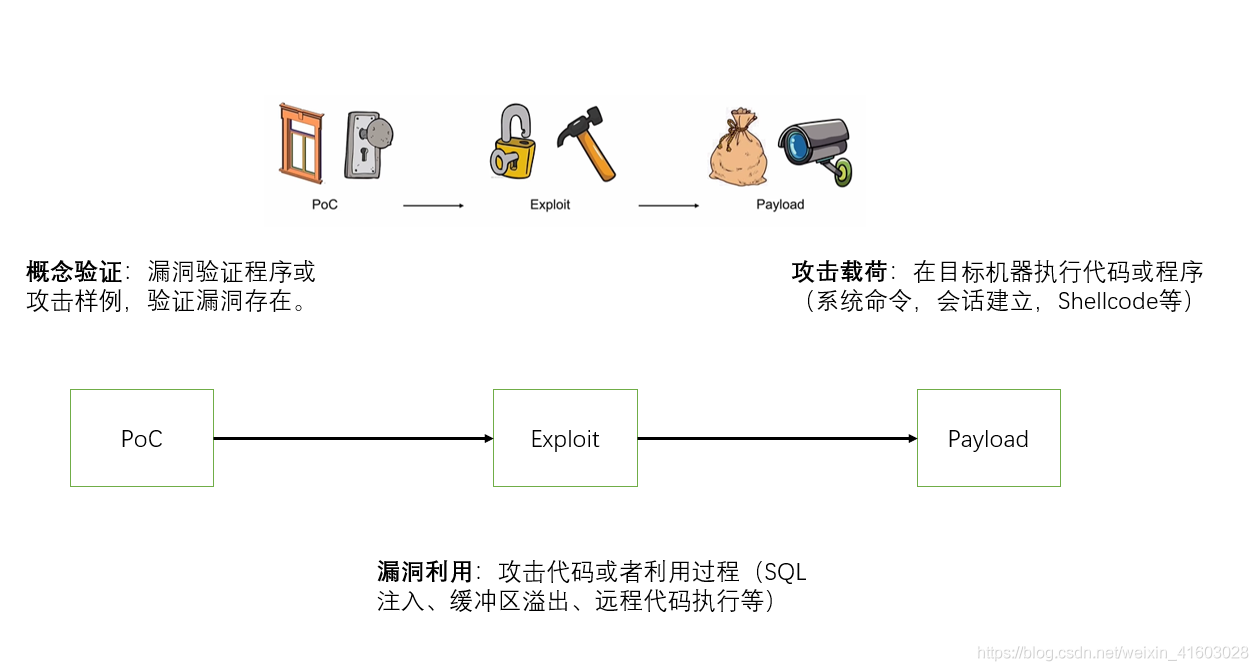 PoC
Exploit
Payload
概念验证：漏洞验证程序或
攻击样例，验证漏洞存在。
攻击载荷：在目标机器执行代码或程序
（系统命令，会话建立，Shellcode等）
PoC
Exploit
Payload
漏洞利用：攻击代码或者利用过程（SQL
注入、缓冲区溢出、远程代码执行等）
https://blog.csdn.net/weixin_41603028